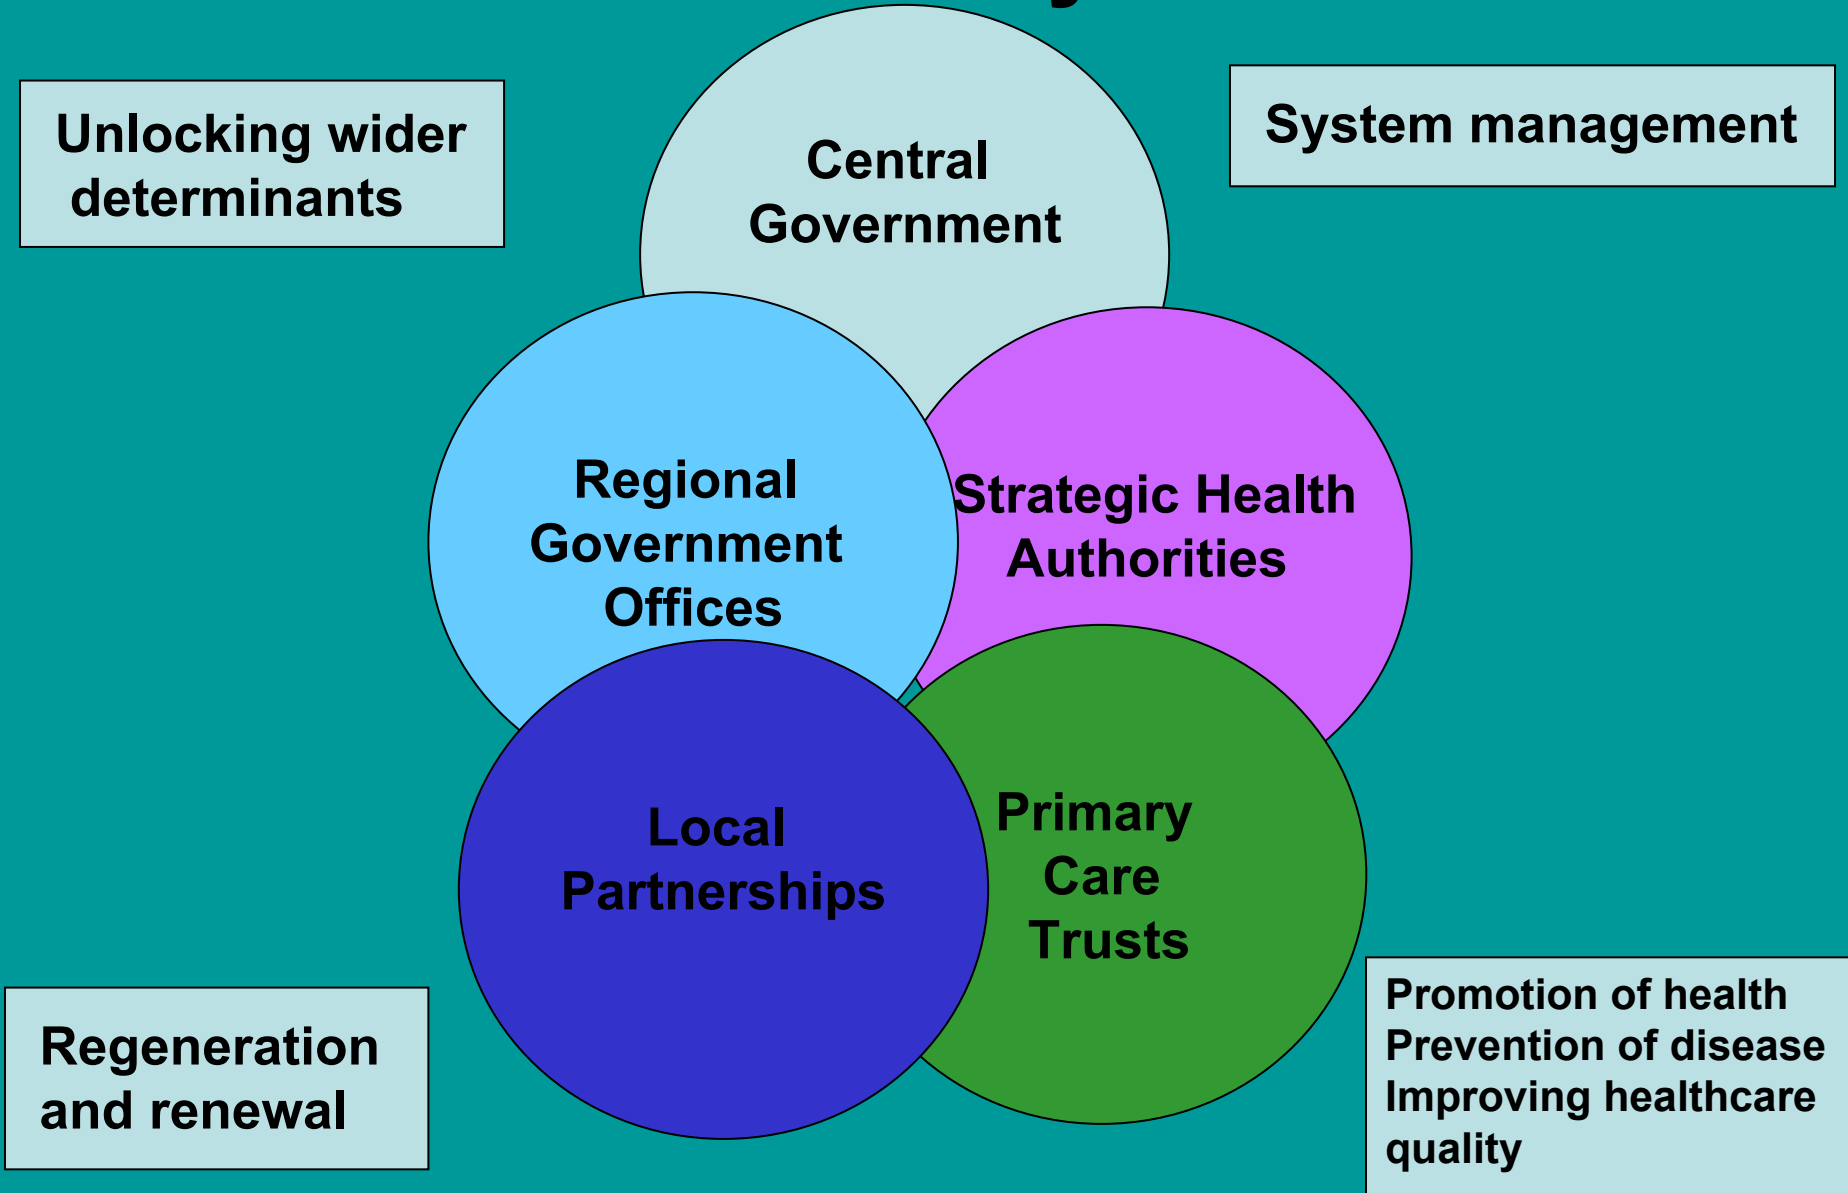 Unlocking wider
determinants
System management
Central
Government
Regional
Government
Offices
Strategic Health
Authorities
Local
Partnerships
Primary
Care
Trusts
Regeneration
and renewal
Promotion of health
Prevention of disease
Improving healthcare
quality